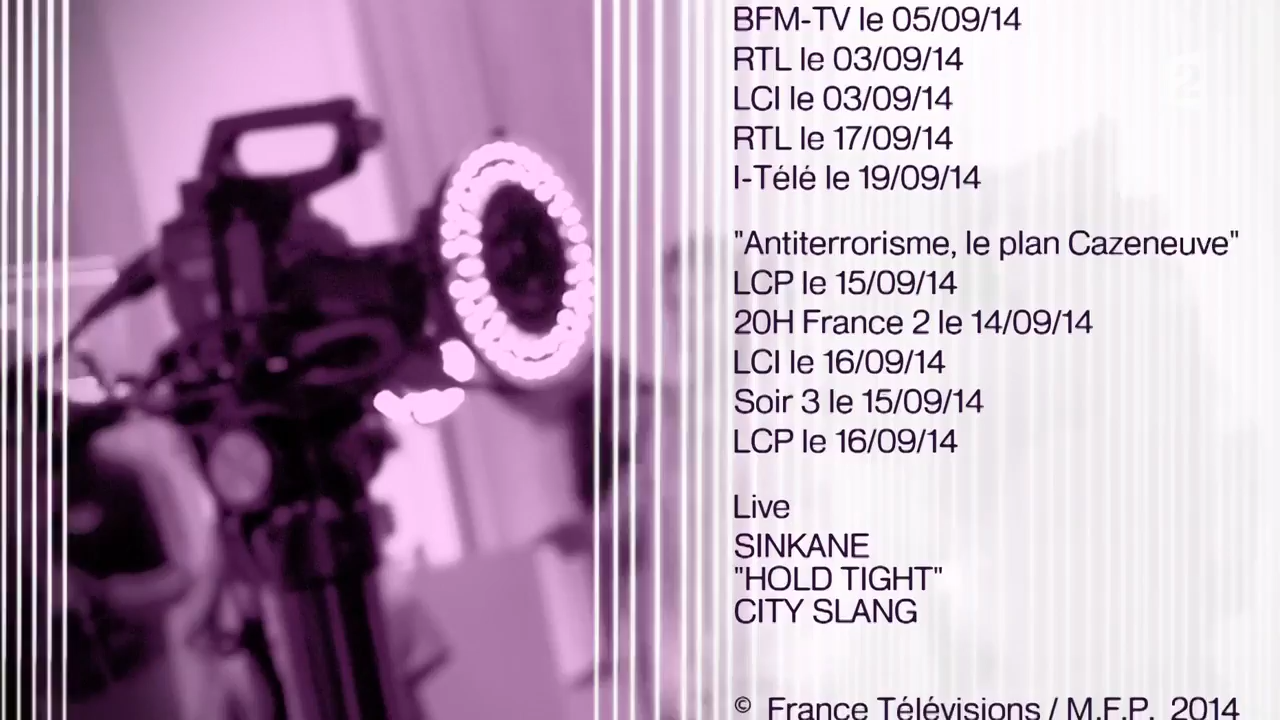 BFM-TV le 05/09/14
2
RTL le 03/09/14
LCI le 03/09/14
RTL le 17/09/14
I-Télé le 19/09/14
"Antiterrorisme, le plan Cazeneuve"
LCP le 15/09/14
20H France 2 le 14/09/14
LCI le 16/09/14
Soir 3 le 15/09/14
LCP le 16/09/14
Live
SINKANE
"HOLD TIGHT"
CITY SLANG
© France Télévisions / M.F.P. 2014